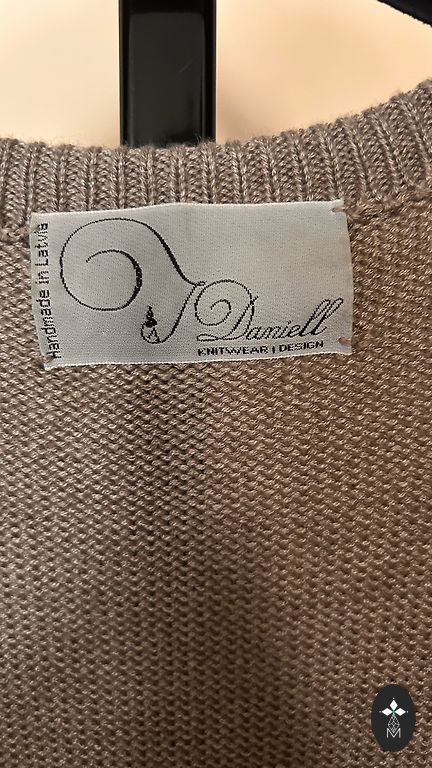 Handmade in Latvia
Daniell
KNITWEAR | DESIGN
M